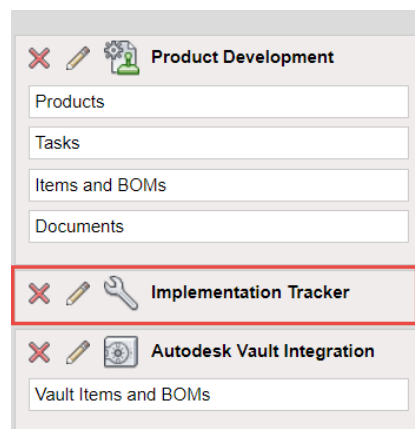 Product Development
Products
Tasks
Items and BOMs
Documents
Implementation Tracker
Autodesk Vault Integration
Vault Items and BOMs